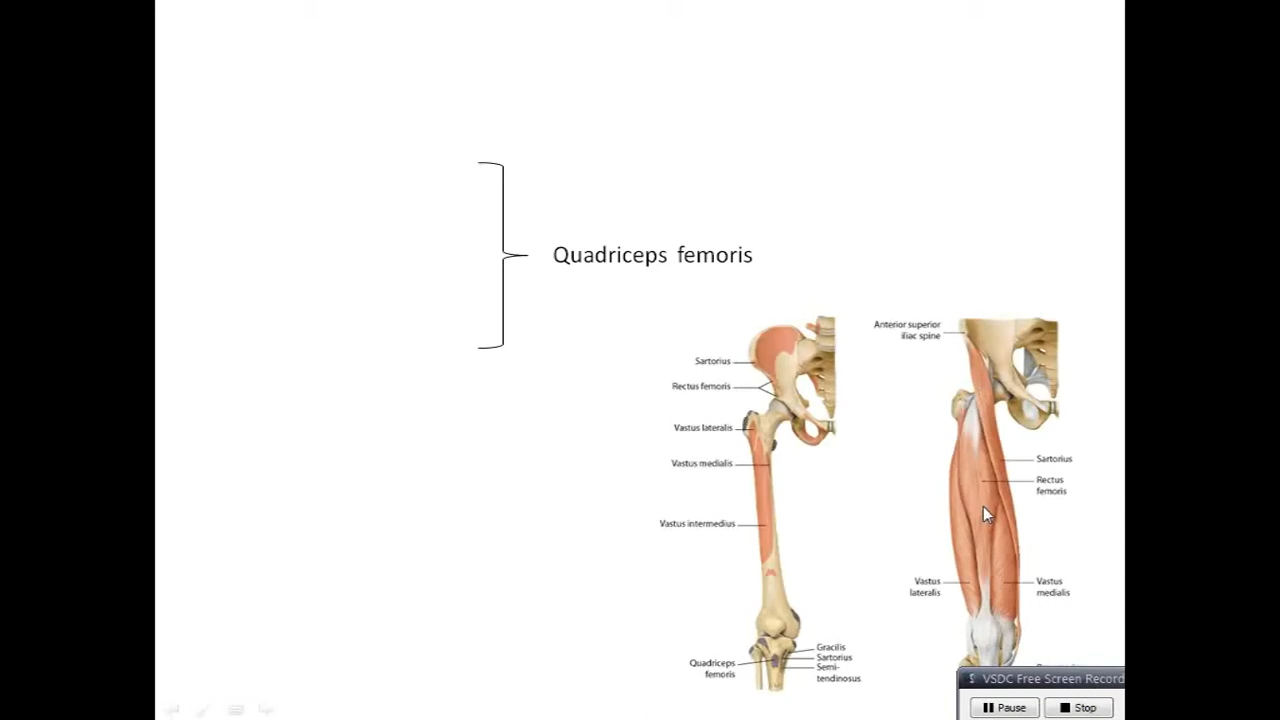 Quadriceps femoris
Sartorius
Rectus femoris
Vastus lateralis
Vastus medialis
Vastus intermedius
Quadriceps
femoris
Gracilis
Sartorius
Semi-
tendinosus
Anterior superior
iliac spine
Sartorius
Rectus
femoris
Vastus
lateralis
Vastus
medialis
VSDC Free Screen Record
Pause
Stop